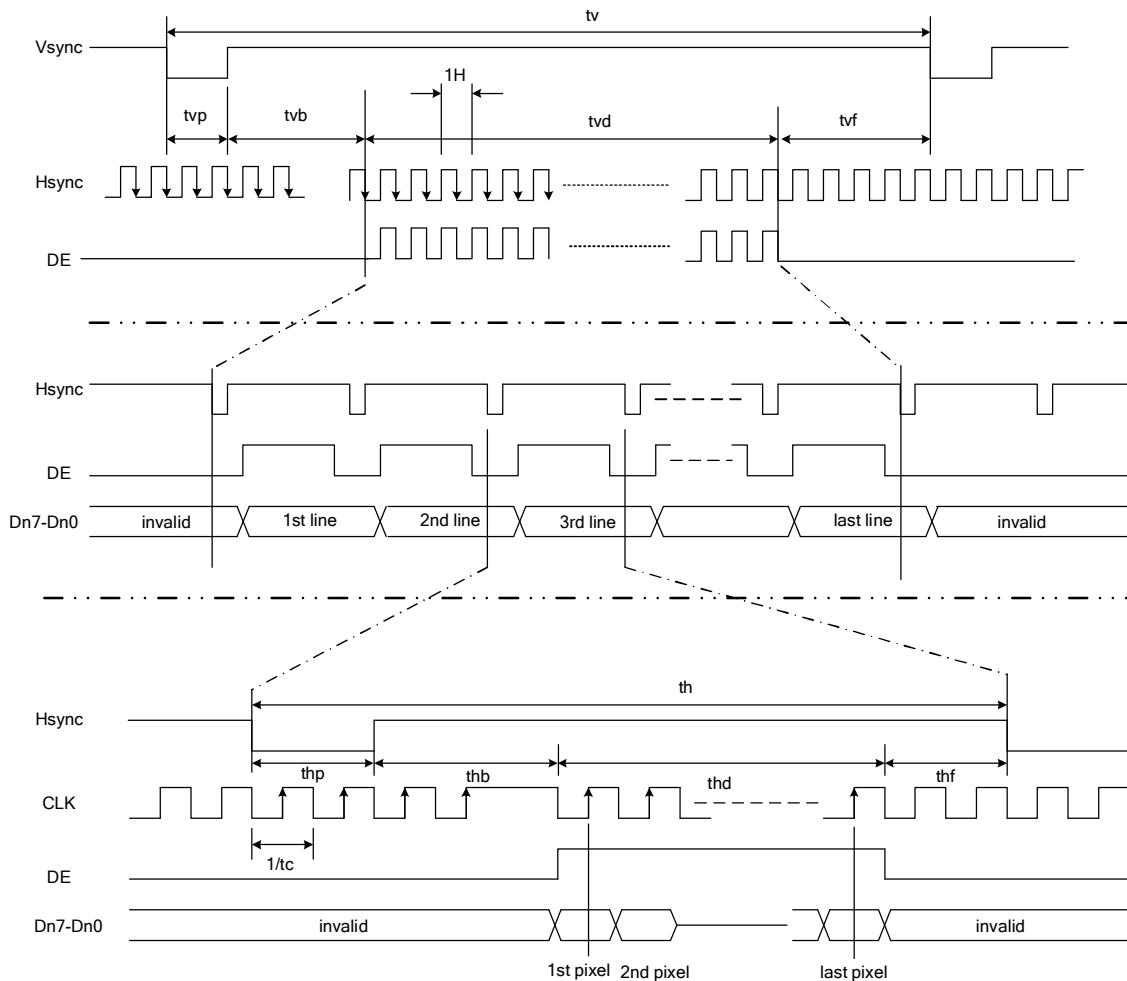 tv
Vsync
1H
tvp
tvb
tvd
tvf
Hsync
DE
Hsync
DE
Dn7-Dn0
invalid
1st line
2nd line
3rd line
last line
invalid
th
Hsync
thp
thb
thd
thf
CLK
1/tc
DE
Dn7-Dn0
invalid
invalid
1st pixel
2nd pixel
last pixel